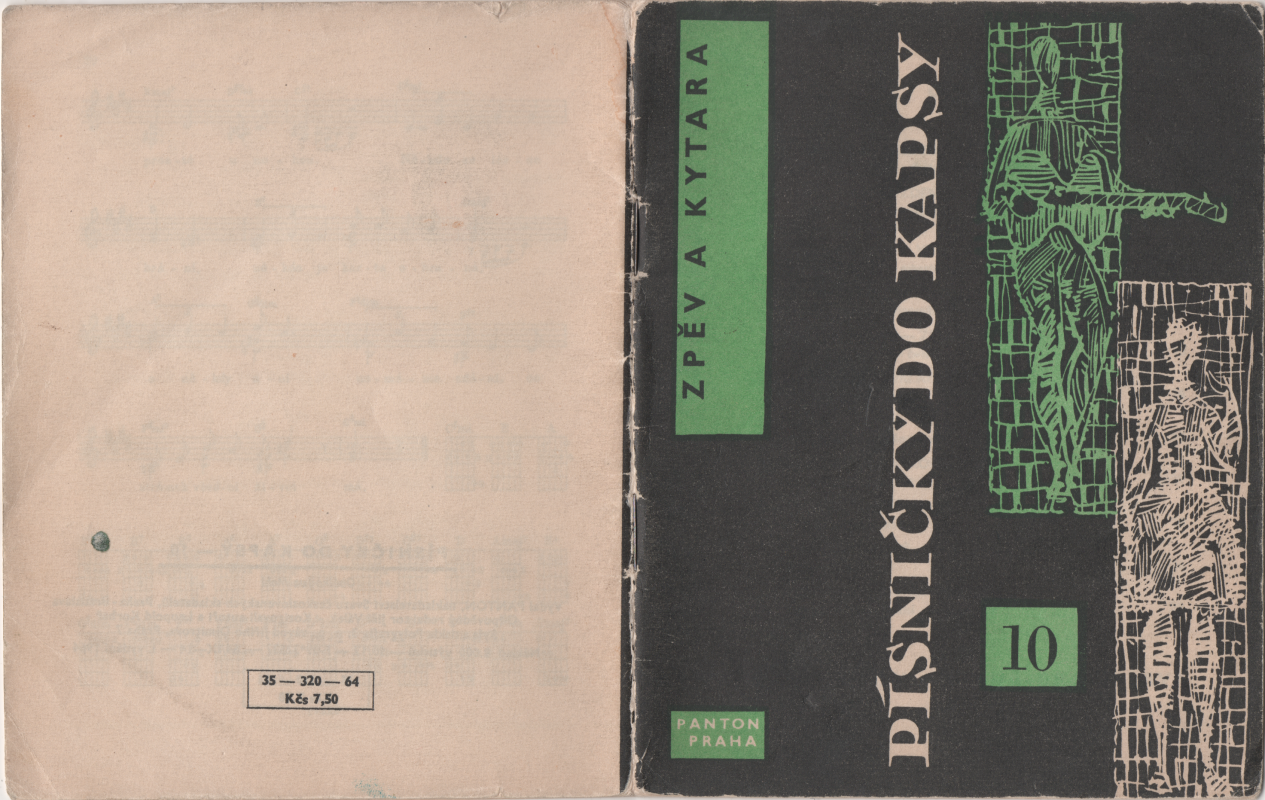 35 — 320 — 64
Kčs 7,50
ZPĚV A KYTARA
PÍSNIČKY DO KAPSY
10
PANTON
PRAHA